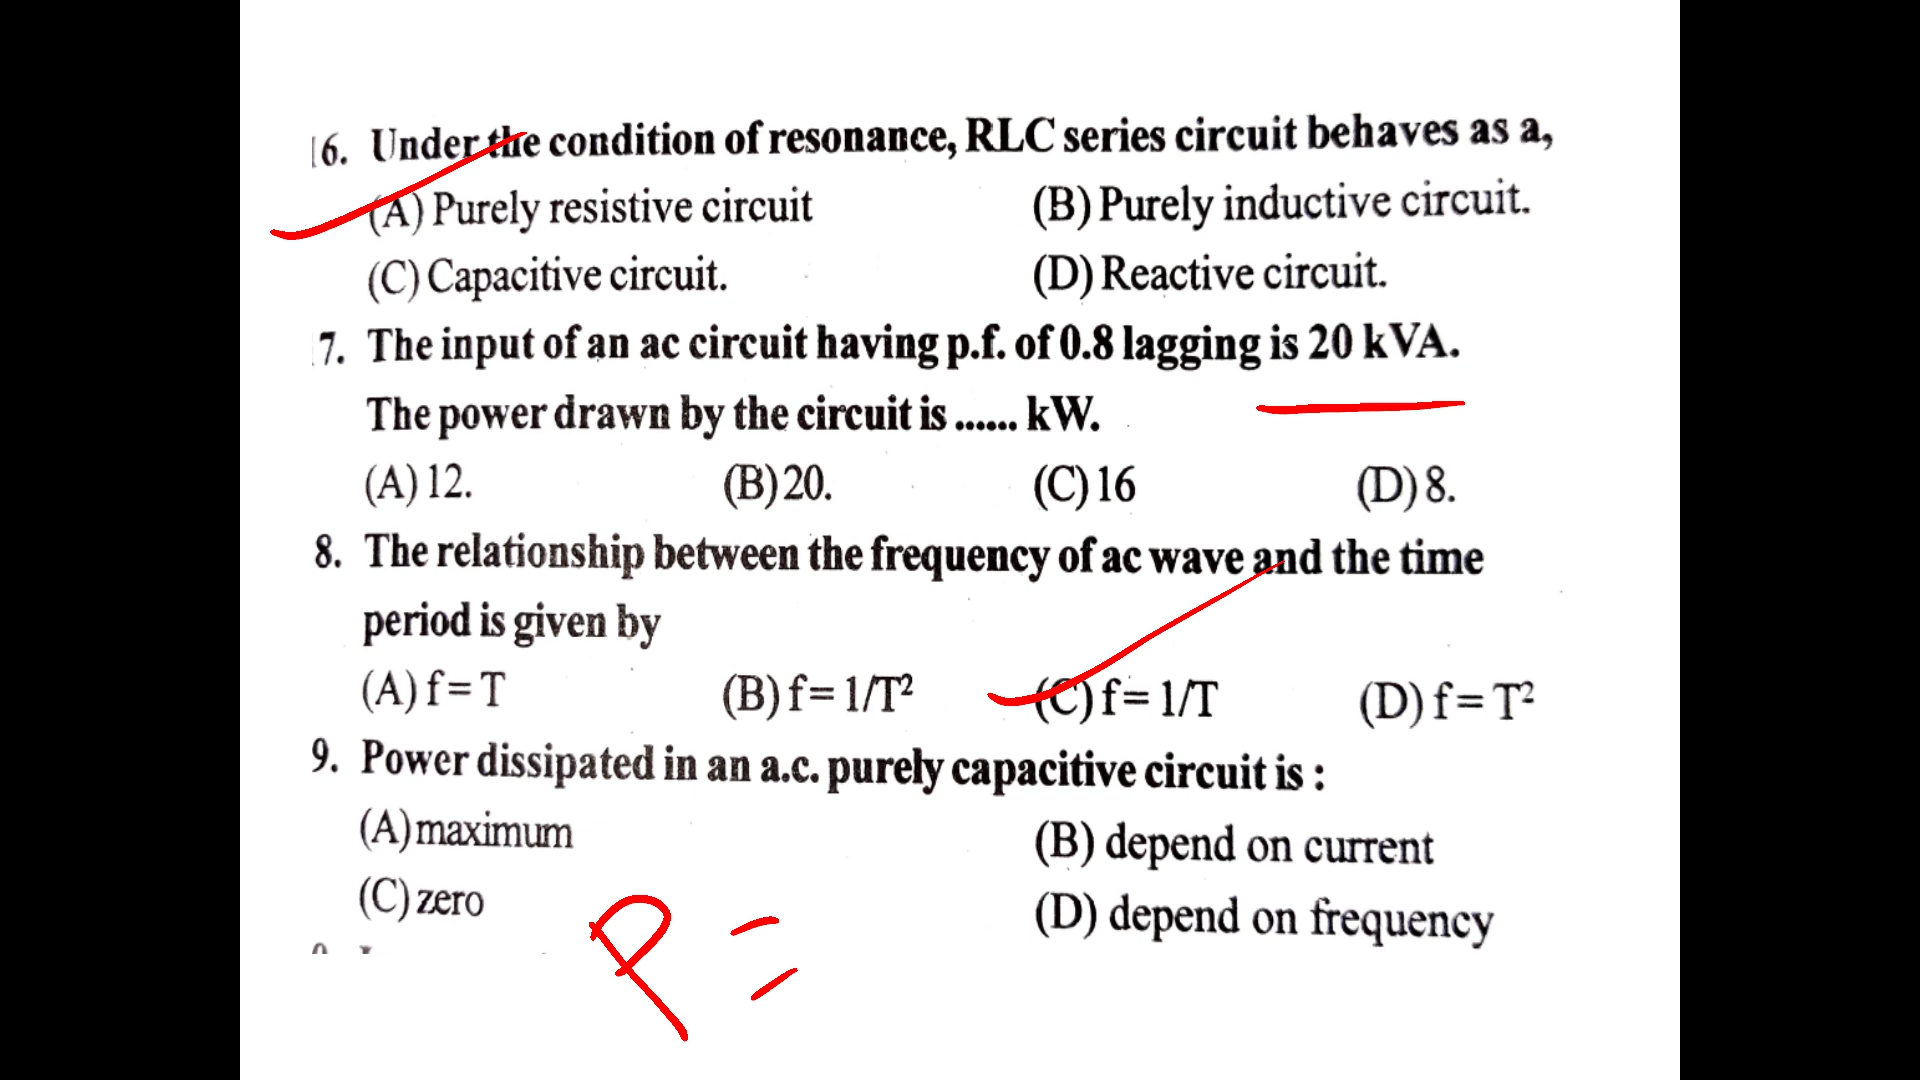 16. Under the condition of resonance, RLC series circuit behaves as a,
(A) Purely resistive circuit (B) Purely inductive circuit.
(C) Capacitive circuit. (D) Reactive circuit.
7. The input of an ac circuit having p.f. of 0.8 lagging is 20 kVA.
The power drawn by the circuit is ...... kW.
(A) 12. (B) 20. (C) 16 (D) 8.
8. The relationship between the frequency of ac wave and the time
period is given by
(A) f = T (B) f = 1/T² (C) f = 1/T (D) f = T²
9. Power dissipated in an a.c. purely capacitive circuit is :
(A) maximum (B) depend on current
(C) zero (D) depend on frequency
P =